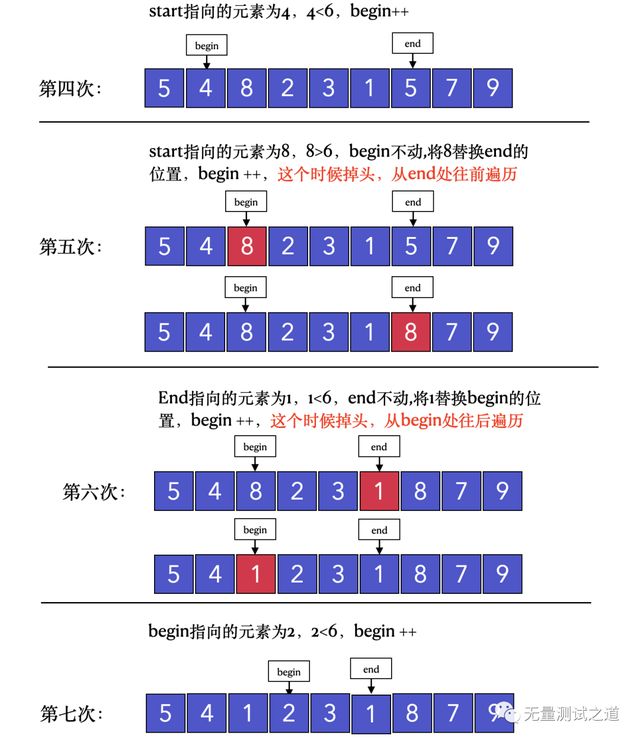 start指向的元素为4，4<6，begin++
begin end
第四次： 5 4 8 2 3 1 5 7 9
start指向的元素为8，8>6，begin不动,将8替换end的
位置，begin ++，这个时候掉头，从end处往前遍历
begin end
第五次： 5 4 8 2 3 1 5 7 9
begin end
5 4 8 2 3 1 8 7 9
End指向的元素为1，1<6，end不动,将1替换begin的位
置，begin ++，这个时候掉头，从begin处往后遍历
begin end
第六次： 5 4 8 2 3 1 8 7 9
begin end
5 4 1 2 3 1 8 7 9
begin指向的元素为2，2<6，begin ++
begin end
第七次： 5 4 1 2 3 1 8 7 9
无量测试之道